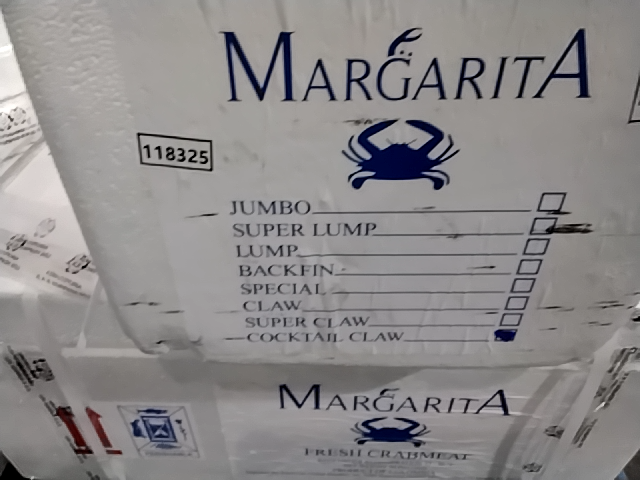 MARGARITA
118325
JUMBO
SUPER LUMP
LUMP
BACKFIN
SPECIAL
CLAW
SUPER CLAW
COCKTAIL CLAW
MARGARITA
FRESH CRABMEAT